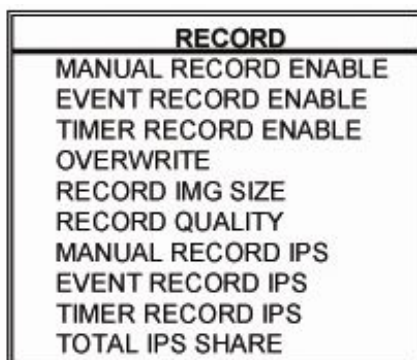 RECORD
MANUAL RECORD ENABLE
EVENT RECORD ENABLE
TIMER RECORD ENABLE
OVERWRITE
RECORD IMG SIZE
RECORD QUALITY
MANUAL RECORD IPS
EVENT RECORD IPS
TIMER RECORD IPS
TOTAL IPS SHARE